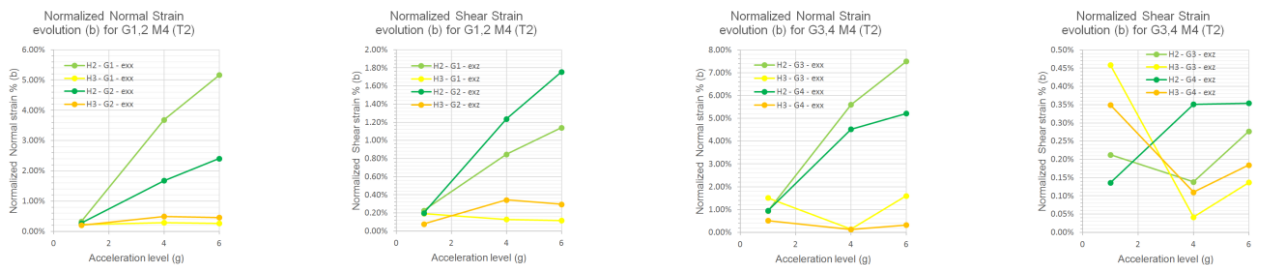 Normalized Normal Strain
evolution (b) for G1,2 M4 (T2)
Normalized Normal strain % (b)
6.00%
5.00%
4.00%
3.00%
2.00%
1.00%
0.00%
H2 - G1 - exx
H3 - G1 - exx
H2 - G2 - exx
H3 - G2 - exx
0 2 4 6
Acceleration level (g)
Normalized Shear Strain
evolution (b) for G1,2 M4 (T2)
Normalized Shear strain % (b)
2.00%
1.80%
1.60%
1.40%
1.20%
1.00%
0.80%
0.60%
0.40%
0.20%
0.00%
H2 - G1 - exz
H3 - G1 - exz
H2 - G2 - exz
H3 - G2 - exz
0 2 4 6
Acceleration level (g)
Normalized Normal Strain
evolution (b) for G3,4 M4 (T2)
Normalized Normal strain % (b)
8.00%
7.00%
6.00%
5.00%
4.00%
3.00%
2.00%
1.00%
0.00%
H2 - G3 - exx
H3 - G3 - exx
H2 - G4 - exx
H3 - G4 - exx
0 2 4 6
Acceleration level (g)
Normalized Shear Strain
evolution (b) for G3,4 M4 (T2)
Normalized Shear strain % (b)
0.50%
0.45%
0.40%
0.35%
0.30%
0.25%
0.20%
0.15%
0.10%
0.05%
0.00%
H2 - G3 - exz
H3 - G3 - exz
H2 - G4 - exz
H3 - G4 - exz
0 2 4 6
Acceleration level (g)